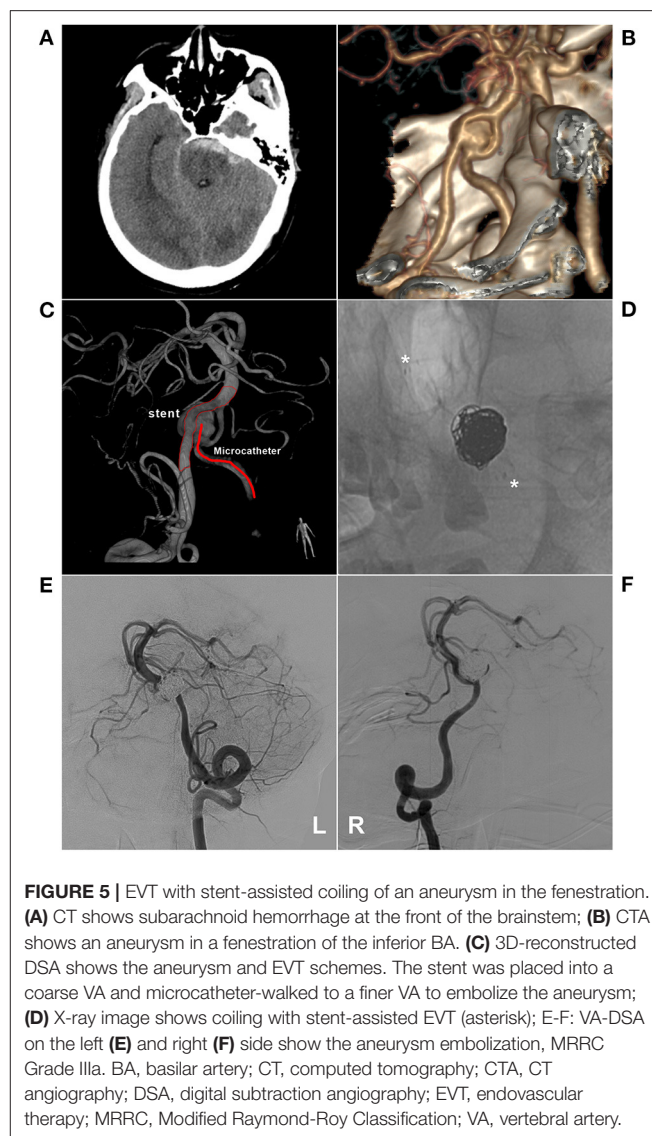 A
B
C
stent
Microcatheter
D
*
*
E
L
R
F
FIGURE 5 | EVT with stent-assisted coiling of an aneurysm in the fenestration.
(A) CT shows subarachnoid hemorrhage at the front of the brainstem; (B) CTA
shows an aneurysm in a fenestration of the inferior BA. (C) 3D-reconstructed
DSA shows the aneurysm and EVT schemes. The stent was placed into a
coarse VA and microcatheter-walked to a finer VA to embolize the aneurysm;
(D) X-ray image shows coiling with stent-assisted EVT (asterisk); E-F: VA-DSA
on the left (E) and right (F) side show the aneurysm embolization, MRRC
Grade IIIa. BA, basilar artery; CT, computed tomography; CTA, CT
angiography; DSA, digital subtraction angiography; EVT, endovascular
therapy; MRRC, Modified Raymond-Roy Classification; VA, vertebral artery.